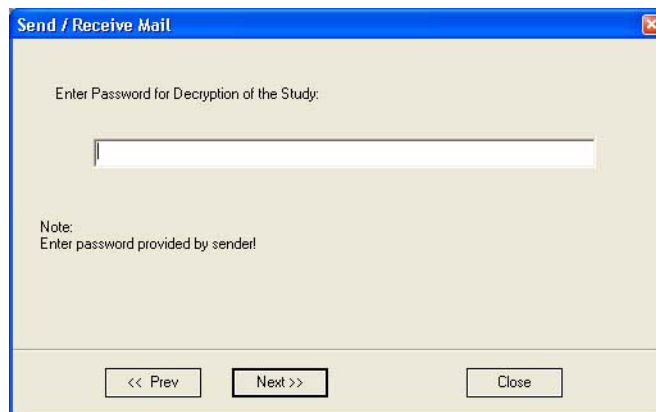 Send / Receive Mail
Enter Password for Decryption of the Study:
Note:
Enter password provided by sender!
<< Prev
Next >>
Close